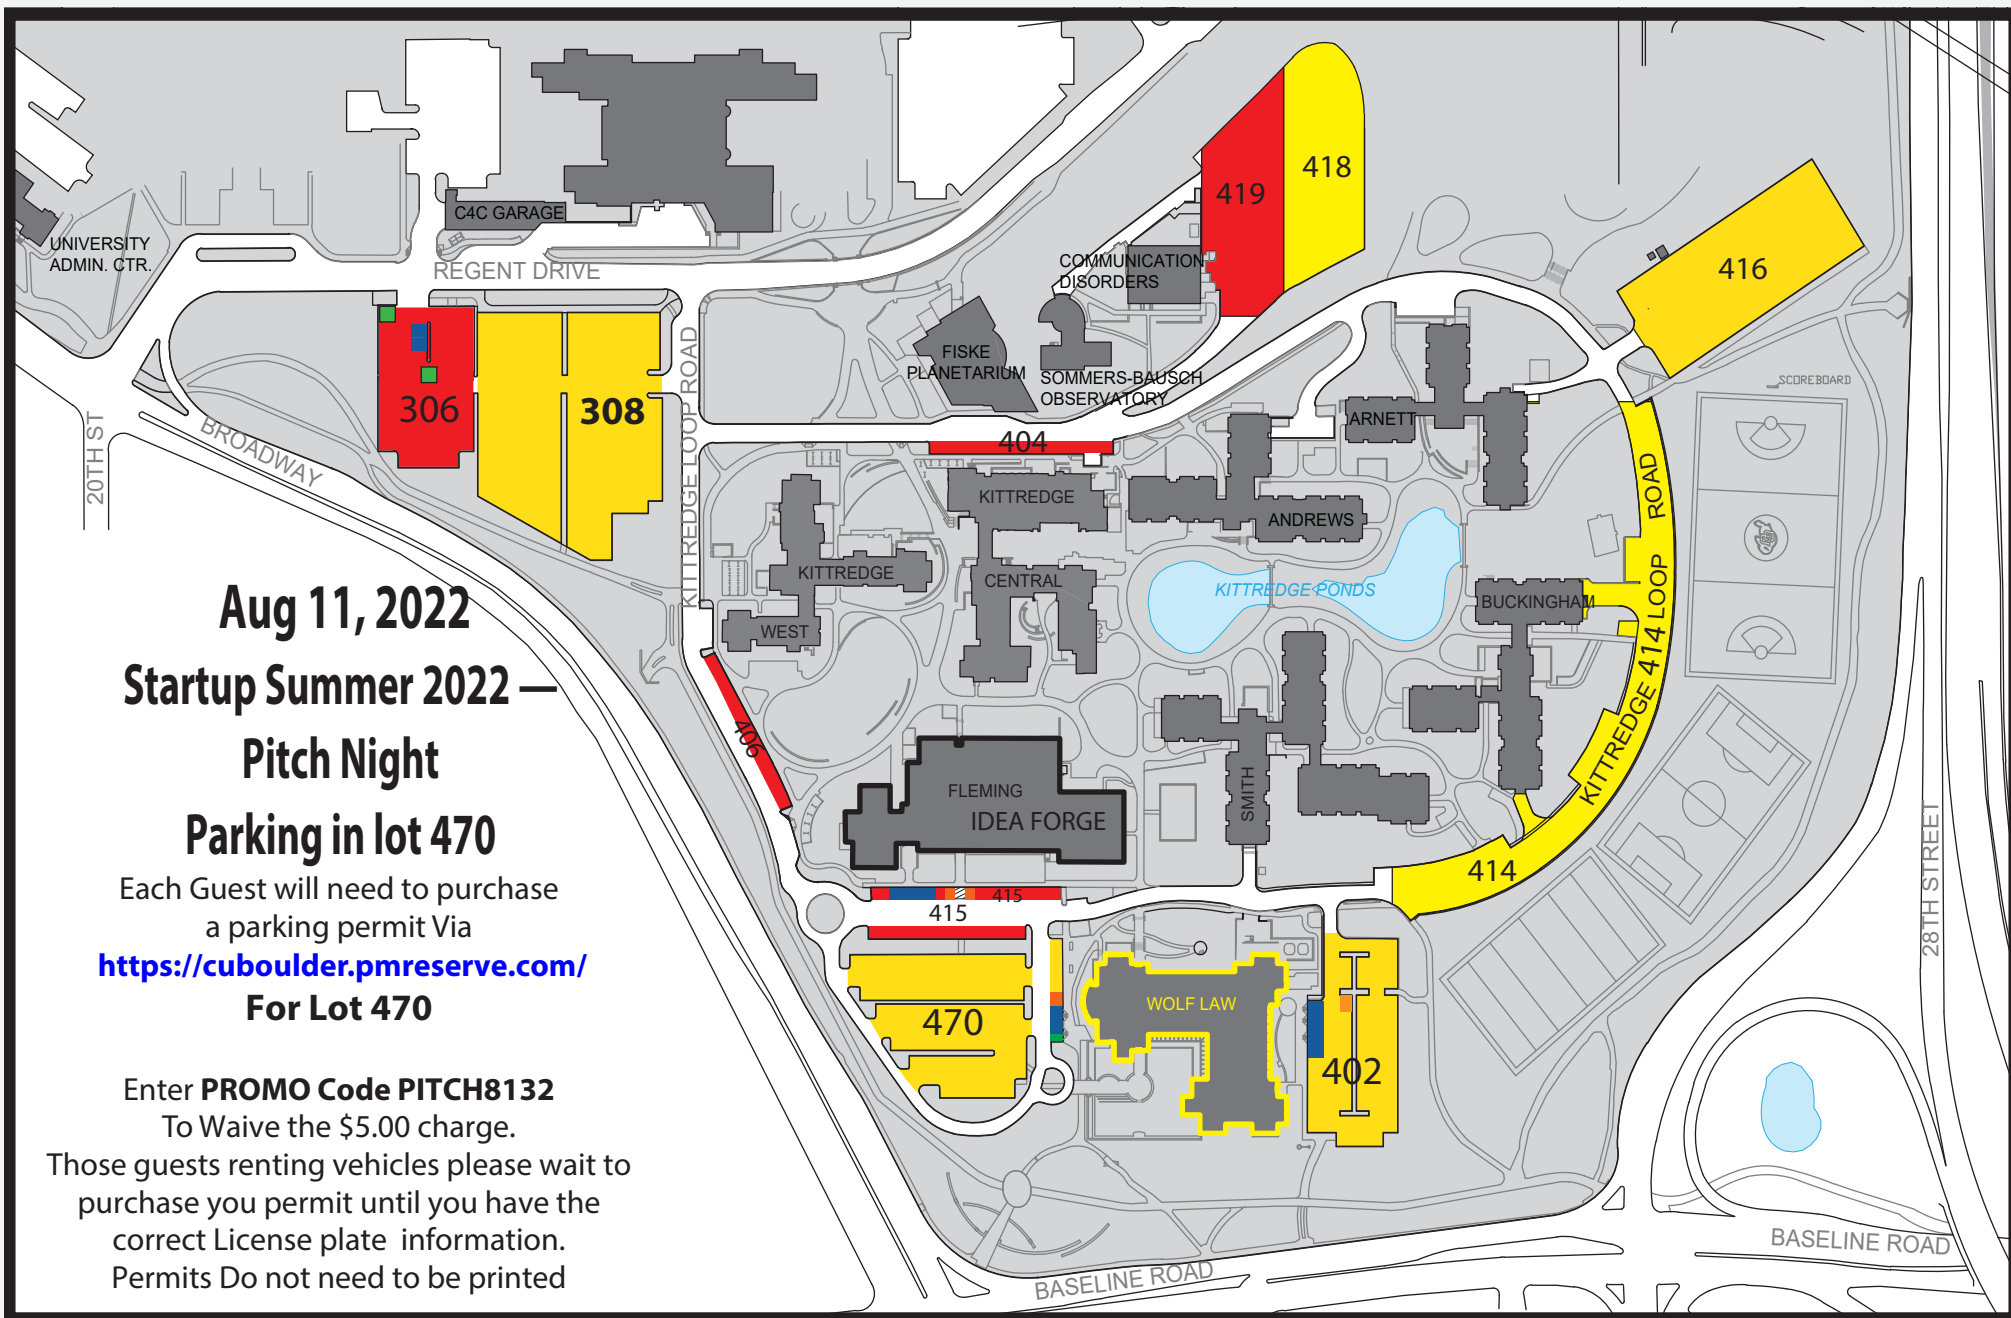 Aug 11, 2022
Startup Summer 2022 —
Pitch Night
Parking in lot 470
Each Guest will need to purchase
a parking permit Via
https://cuboulder.pmreserve.com/
For Lot 470
Enter PROMO Code PITCH8132
To Waive the $5.00 charge.
Those guests renting vehicles please wait to
purchase you permit until you have the
correct License plate information.
Permits Do not need to be printed
UNIVERSITY
ADMIN. CTR.
C4C GARAGE
REGENT DRIVE
20TH ST
BROADWAY
306
308
KITTREDGE LOOP ROAD
FISKE
PLANETARIUM
COMMUNICATION
DISORDERS
SOMMERS-BAUSCH
OBSERVATORY
419
418
416
SCOREBOARD
404
ARNETT
KITTREDGE
CENTRAL
ANDREWS
KITTREDGE
WEST
KITTREDGE PONDS
BUCKINGHAM
KITTREDGE 414 LOOP ROAD
406
FLEMING
IDEA FORGE
SMITH
414
415
415
470
WOLF LAW
402
28TH STREET
BASELINE ROAD
BASELINE ROAD